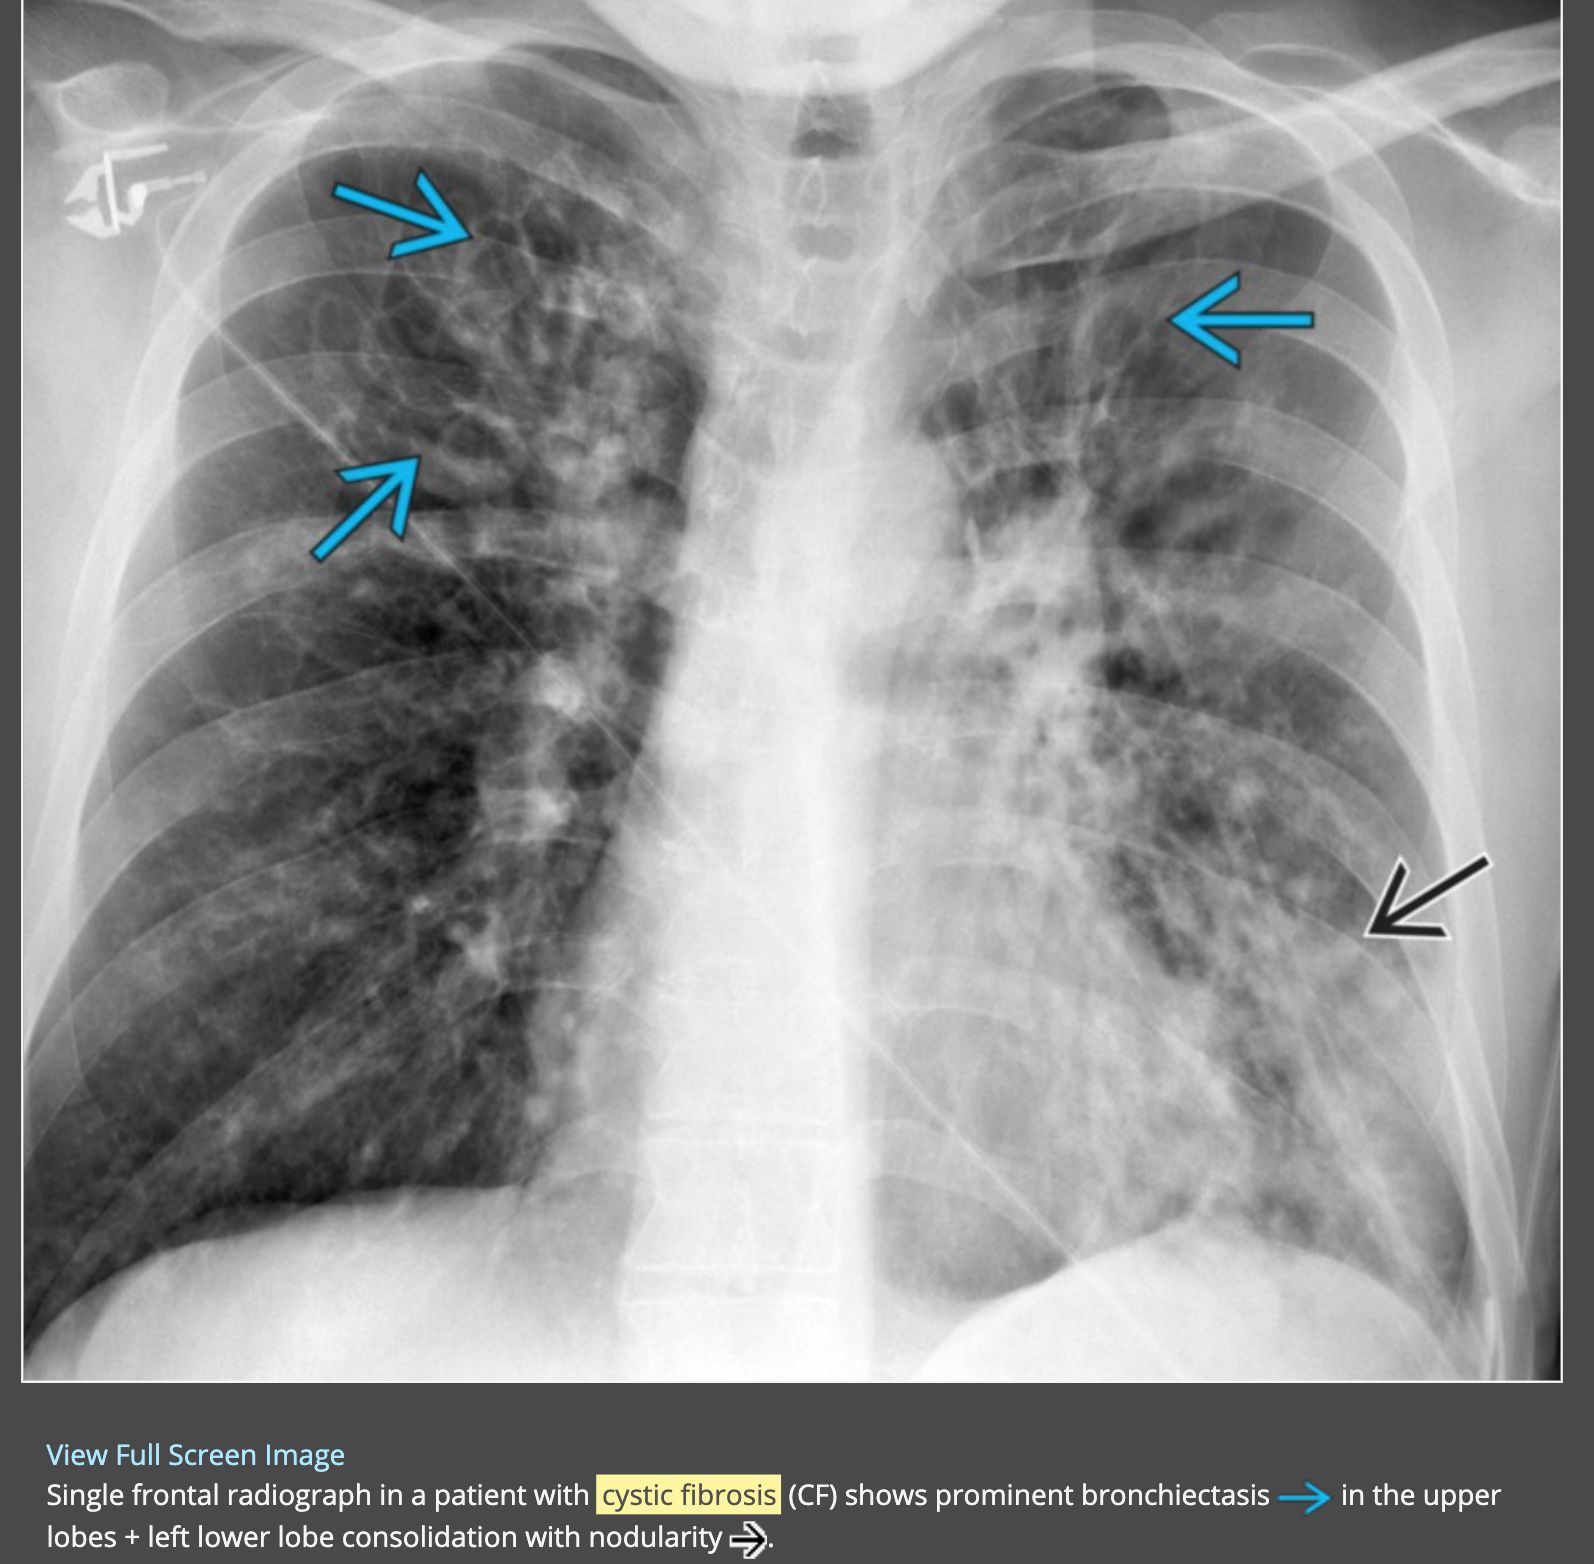 View Full Screen Image
Single frontal radiograph in a patient with cystic fibrosis (CF) shows prominent bronchiectasis → in the upper
lobes + left lower lobe consolidation with nodularity →.